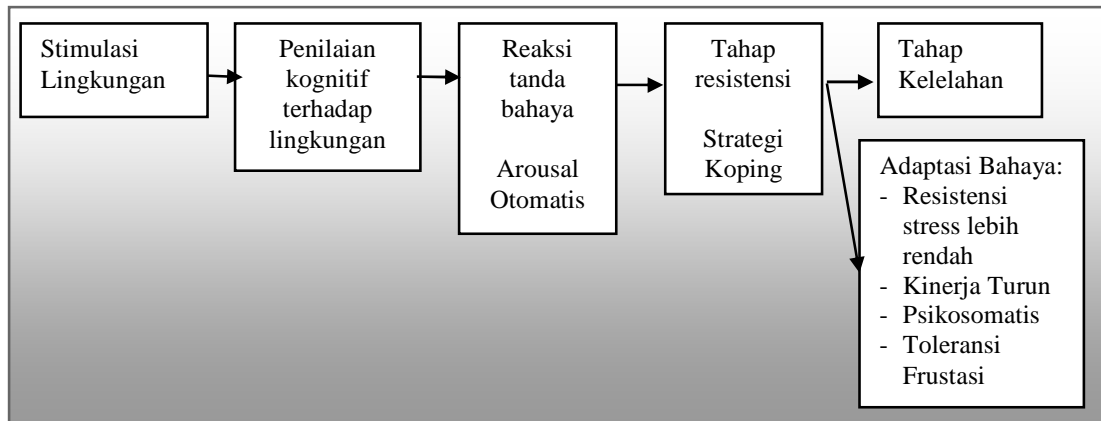 Stimulasi
Lingkungan
Penilaian
kognitif
terhadap
lingkungan
Reaksi
tanda
bahaya
Arousal
Otomatis
Tahap
resistensi
Strategi
Koping
Tahap
Kelelahan
Adaptasi Bahaya:
- Resistensi
stress lebih
rendah
- Kinerja Turun
- Psikosomatis
- Toleransi
Frustasi